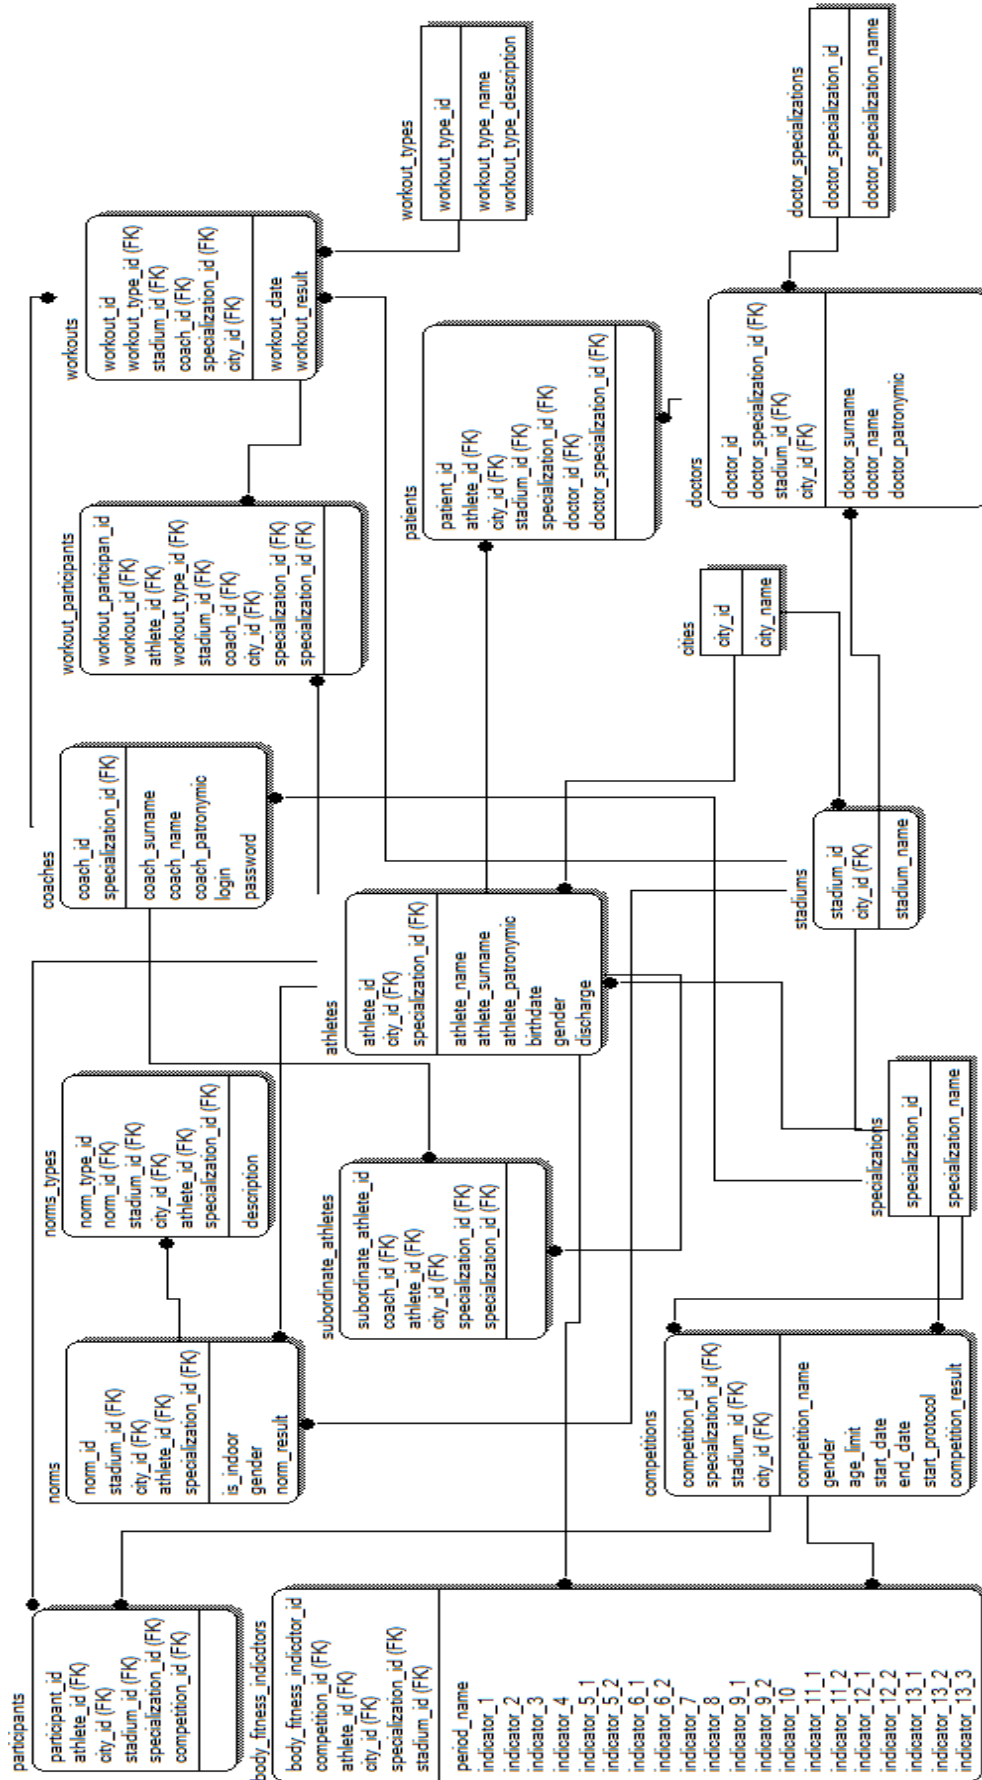 participants
participant_id
athlete_id (FK)
city_id (FK)
stadium_id (FK)
specialization_id (FK)
competition_id (FK)
norms
norm_id
stadium_id (FK)
city_id (FK)
athlete_id (FK)
specialization_id (FK)
is_indoor
gender
norm_result
norms_types
norm_type_id
norm_id (FK)
stadium_id (FK)
city_id (FK)
athlete_id (FK)
specialization_id (FK)
description
coaches
coach_id
specialization_id (FK)
coach_surname
coach_name
coach_patronymic
login
password
workout_participants
workout_participan_id
workout_id (FK)
athlete_id (FK)
workout_type_id (FK)
stadium_id (FK)
coach_id (FK)
city_id (FK)
specialization_id (FK)
specialization_id (FK)
workouts
workout_id
workout_type_id (FK)
stadium_id (FK)
coach_id (FK)
specialization_id (FK)
city_id (FK)
workout_date
workout_result
body_fitness_indicdtors
body_fitness_indicdtor_id
competition_id (FK)
athlete_id (FK)
city_id (FK)
specialization_id (FK)
stadium_id (FK)
period_name
indicator_1
indicator_2
indicator_3
indicator_4
indicator_5_1
indicator_5_2
indicator_6_1
indicator_6_2
indicator_7
indicator_8
indicator_9_1
indicator_9_2
indicator_10
indicator_11_1
indicator_11_2
indicator_12_1
indicator_12_2
indicator_13_1
indicator_13_2
indicator_13_3
subordinate_athletes
subordinate_athlete_id
coach_id (FK)
athlete_id (FK)
city_id (FK)
specialization_id (FK)
specialization_id (FK)
athletes
athlete_id
city_id (FK)
specialization_id (FK)
athlete_name
athlete_surname
athlete_patronymic
birthdate
gender
discharge
patients
patient_id
athlete_id (FK)
city_id (FK)
stadium_id (FK)
specialization_id (FK)
doctor_id (FK)
doctor_specialization_id (FK)
workout_types
workout_type_id
workout_type_name
workout_type_description
competitions
competition_id
specialization_id (FK)
stadium_id (FK)
city_id (FK)
competition_name
gender
age_limit
start_date
end_date
start_protocol
competition_result
specializations
specialization_id
specialization_name
stadiums
stadium_id
city_id (FK)
stadium_name
cities
city_id
city_name
doctors
doctor_id
doctor_specialization_id (FK)
stadium_id (FK)
city_id (FK)
doctor_surname
doctor_name
doctor_patronymic
doctor_specializations
doctor_specialization_id
doctor_specialization_name